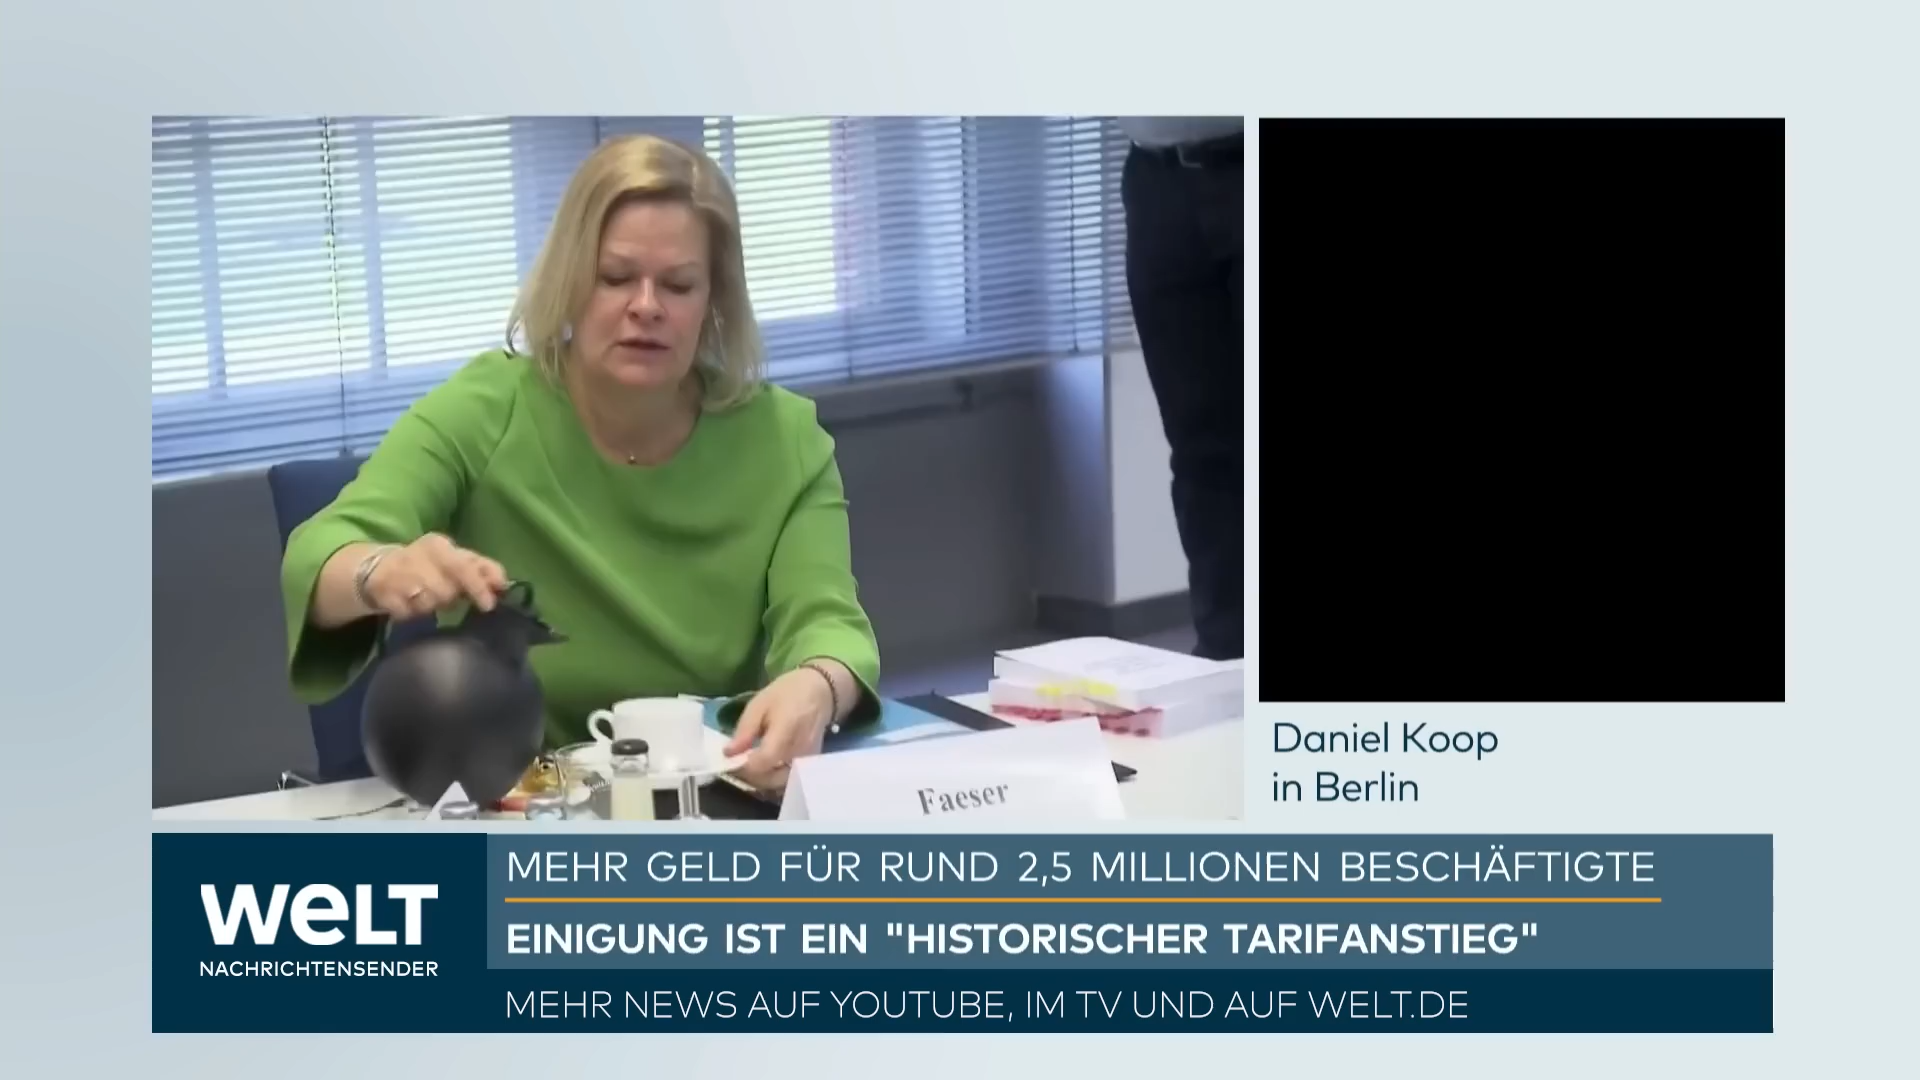 Faeser
Daniel Koop
in Berlin
WELT
NACHRICHTENSENDER
MEHR GELD FÜR RUND 2,5 MILLIONEN BESCHÄFTIGTE
EINIGUNG IST EIN "HISTORISCHER TARIFANSTIEG"
MEHR NEWS AUF YOUTUBE, IM TV UND AUF WELT.DE